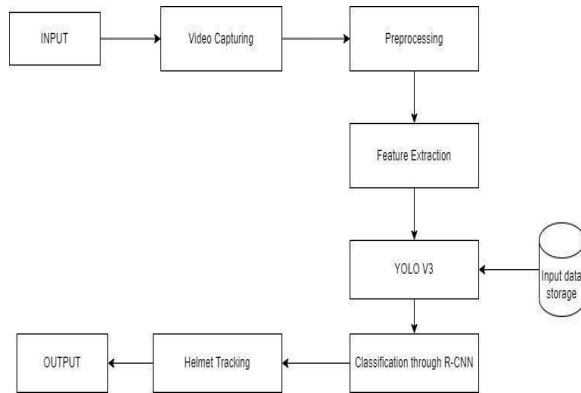 INPUT
Video Capturing
Preprocessing
Feature Extraction
YOLO V3
Input data
storage
Classification through R-CNN
Helmet Tracking
OUTPUT